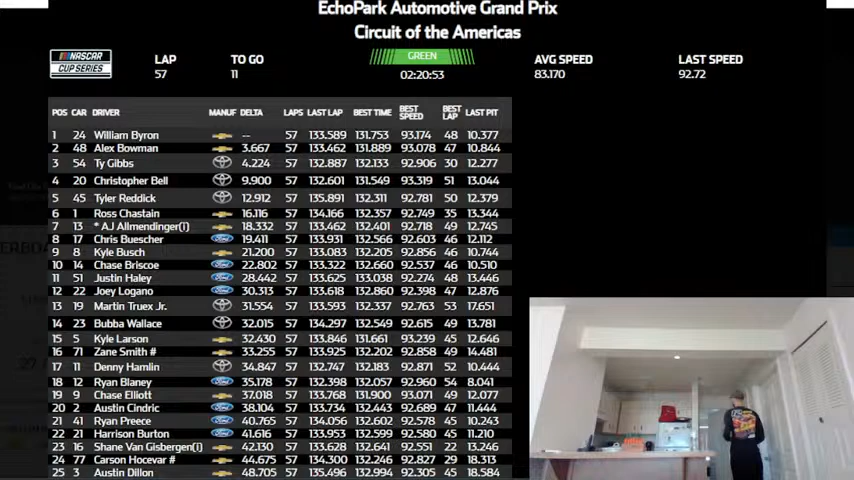 EchoPark Automotive Grand Prix
Circuit of the Americas
NASCAR CUP SERIES
LAP TO GO GREEN AVG SPEED LAST SPEED
57 11 02:20:53 83.170 92.72
POS CAR DRIVER MANUF DELTA LAPS LAST LAP BEST TIME BEST SPEED BEST LAP LAST PIT
1 24 William Byron -- 57 133.589 131.753 93.174 48 10.377
2 48 Alex Bowman 3.667 57 133.462 131.889 93.078 47 10.844
3 54 Ty Gibbs 4.224 57 132.887 132.133 92.906 30 12.277
4 20 Christopher Bell 9.900 57 132.601 131.549 93.319 51 13.044
5 45 Tyler Reddick 12.912 57 135.891 132.311 92.781 50 12.379
6 1 Ross Chastain 16.116 57 134.166 132.357 92.749 35 13.344
7 13 * AJ Allmendinger(i) 18.332 57 133.462 132.401 92.718 49 12.745
8 17 Chris Buescher 19.411 57 133.931 132.566 92.603 46 12.112
9 8 Kyle Busch 21.200 57 133.083 132.205 92.856 46 10.744
10 14 Chase Briscoe 22.802 57 133.322 132.660 92.537 46 10.510
11 51 Justin Haley 28.442 57 133.625 133.038 92.274 48 13.446
12 22 Joey Logano 30.313 57 133.618 132.860 92.398 47 12.876
13 19 Martin Truex Jr. 31.554 57 133.593 132.337 92.763 53 17.651
14 23 Bubba Wallace 32.015 57 134.297 132.549 92.615 49 13.781
15 5 Kyle Larson 32.430 57 133.846 131.661 93.239 45 12.646
16 71 Zane Smith # 33.255 57 133.925 132.202 92.858 49 14.481
17 11 Denny Hamlin 34.847 57 132.747 132.183 92.871 52 10.444
18 12 Ryan Blaney 35.178 57 132.398 132.057 92.960 54 8.041
19 9 Chase Elliott 37.018 57 133.768 131.900 93.071 49 12.077
20 2 Austin Cindric 38.104 57 133.734 132.443 92.689 47 11.444
21 41 Ryan Preece 40.765 57 134.056 132.602 92.578 45 10.243
22 21 Harrison Burton 41.616 57 133.953 132.599 92.580 45 11.210
23 16 Shane Van Gisbergen(i) 42.130 57 133.628 132.641 92.551 22 13.246
24 77 Carson Hocevar # 44.675 57 134.300 132.246 92.827 29 18.313
25 3 Austin Dillon 48.705 57 135.496 132.994 92.305 45 18.584